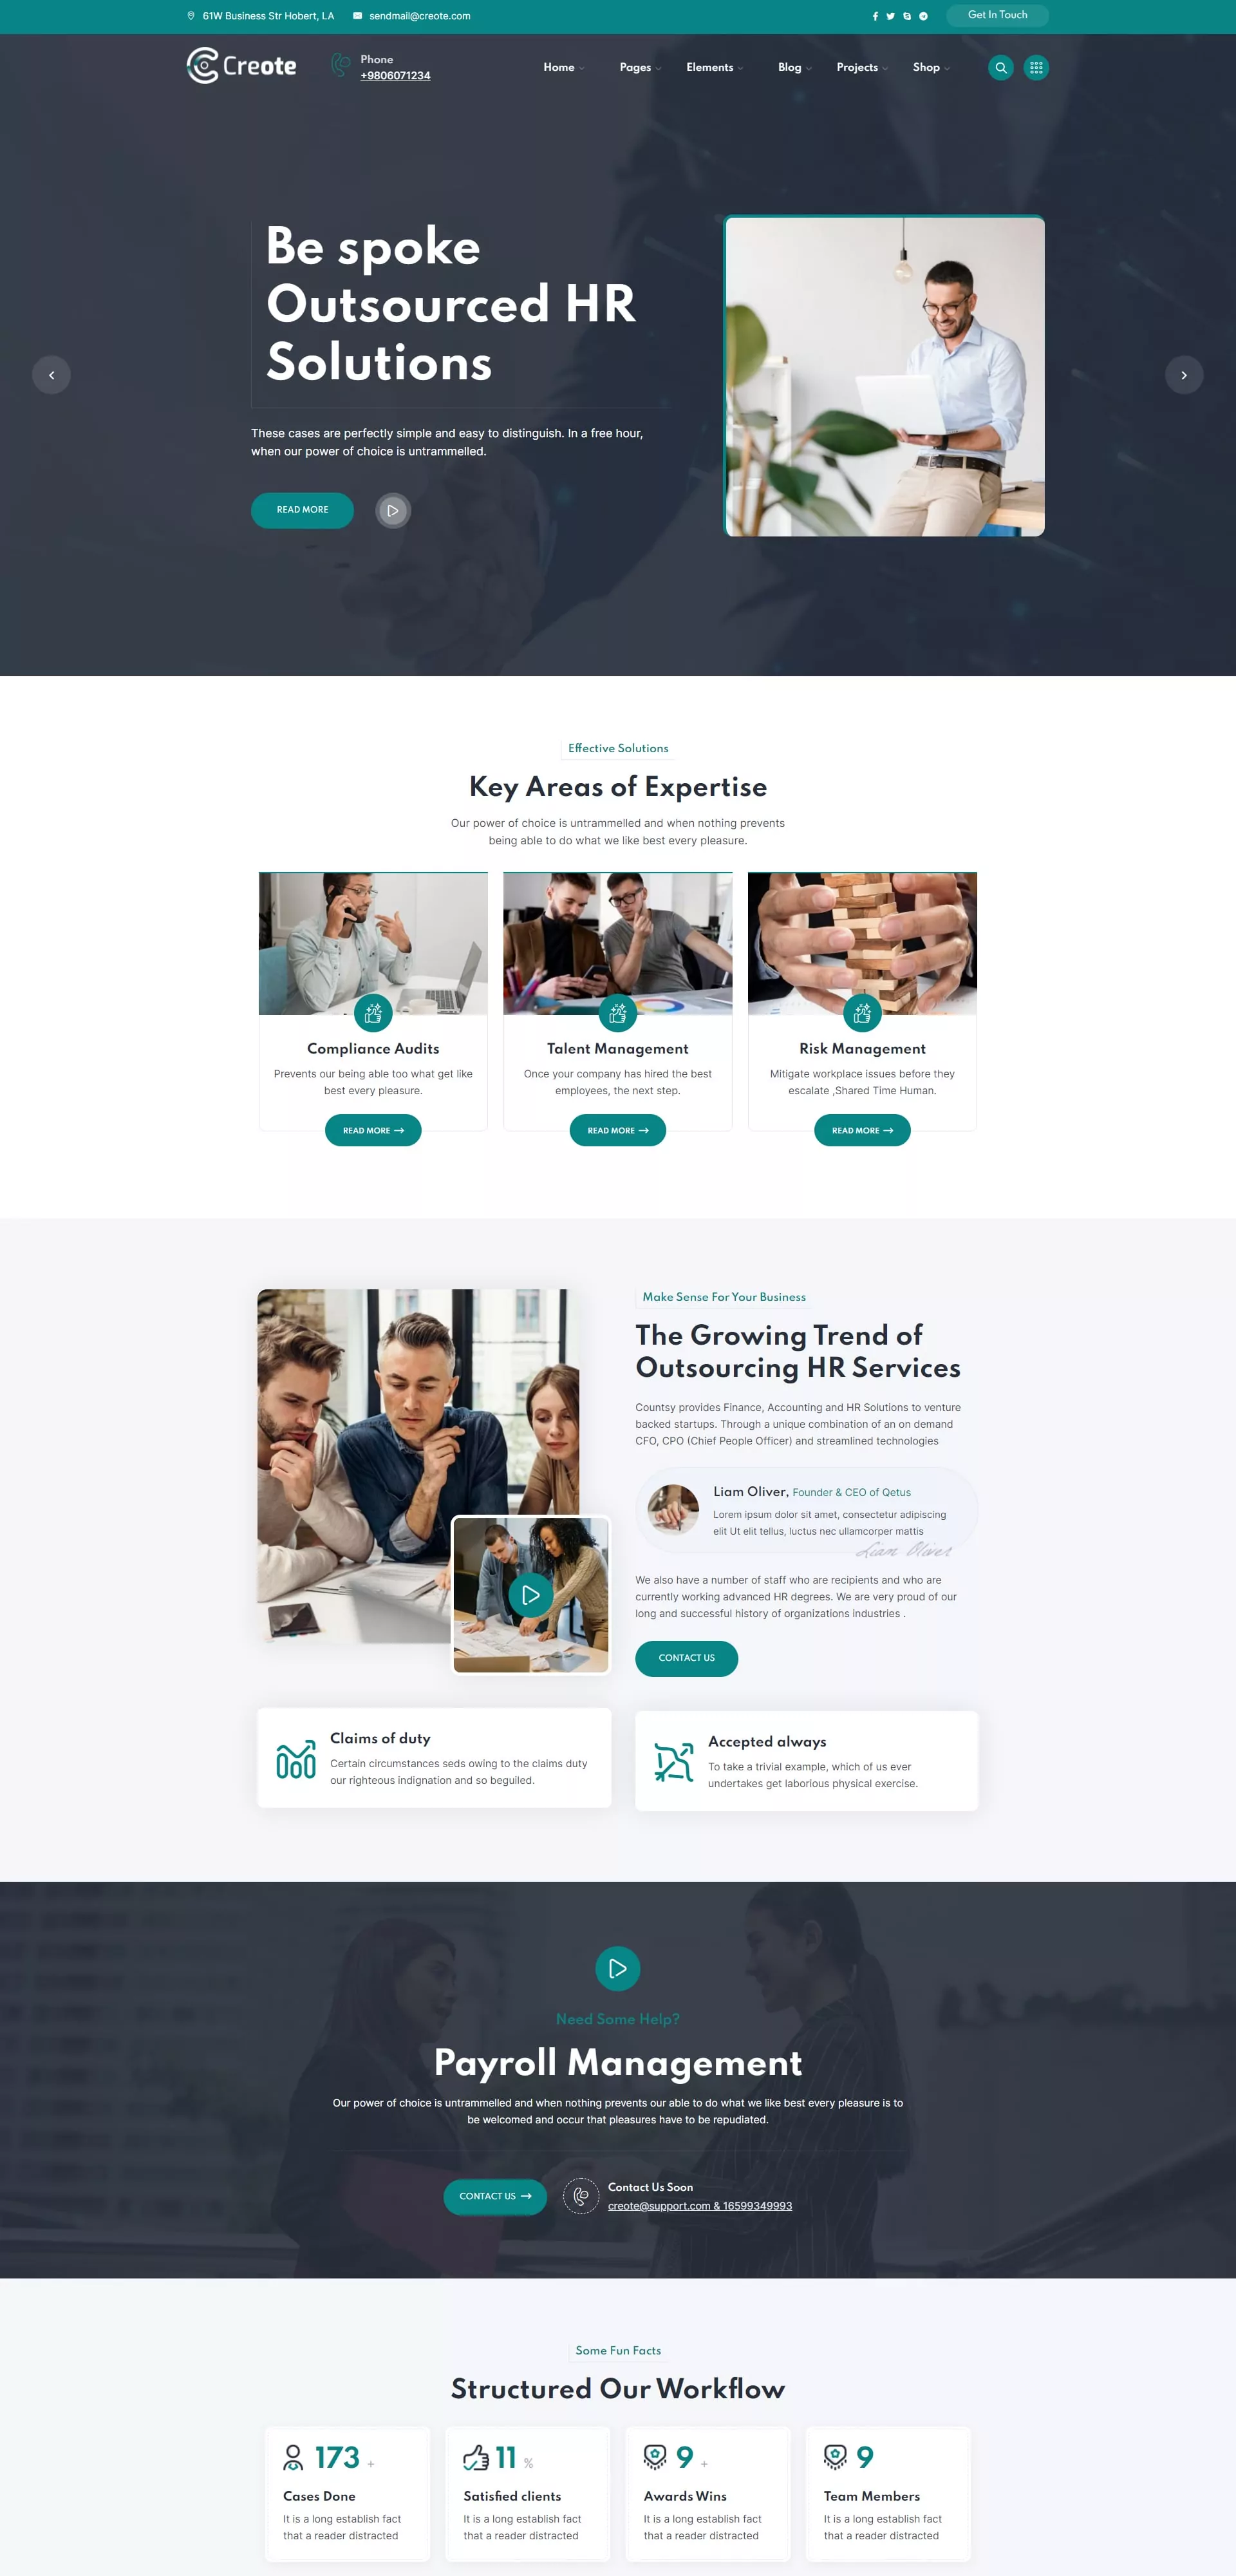 61W Business Str Hobert, LA
sendmail@creote.com
Get In Touch
Creote
Phone
+9806071234
Home
Pages
Elements
Blog
Projects
Shop
Be spoke
Outsourced HR
Solutions
These cases are perfectly simple and easy to distinguish. In a free hour,
when our power of choice is untrammelled.
READ MORE
Effective Solutions
Key Areas of Expertise
Our power of choice is untrammelled and when nothing prevents
being able to do what we like best every pleasure.
Compliance Audits
Prevents our being able too what get like
best every pleasure.
READ MORE
Talent Management
Once your company has hired the best
employees, the next step.
READ MORE
Risk Management
Mitigate workplace issues before they
escalate ,Shared Time Human.
READ MORE
Make Sense For Your Business
The Growing Trend of
Outsourcing HR Services
Countsy provides Finance, Accounting and HR Solutions to venture
backed startups. Through a unique combination of an on demand
CFO, CPO (Chief People Officer) and streamlined technologies
Liam Oliver, Founder & CEO of Qetus
Lorem ipsum dolor sit amet, consectetur adipiscing
elit Ut elit tellus, luctus nec ullamcorper mattis
Liam Oliver
We also have a number of staff who are recipients and who are
currently working advanced HR degrees. We are very proud of our
long and successful history of organizations industries .
CONTACT US
Claims of duty
Certain circumstances seds owing to the claims duty
our righteous indignation and so beguiled.
Accepted always
To take a trivial example, which of us ever
undertakes get laborious physical exercise.
Need Some Help?
Payroll Management
Our power of choice is untrammelled and when nothing prevents our able to do what we like best every pleasure is to
be welcomed and occur that pleasures have to be repudiated.
CONTACT US
Contact Us Soon
creote@support.com & 16599349993
Some Fun Facts
Structured Our Workflow
173 +
Cases Done
It is a long establish fact
that a reader distracted
11 %
Satisfied clients
It is a long establish fact
that a reader distracted
9 +
Awards Wins
It is a long establish fact
that a reader distracted
9
Team Members
It is a long establish fact
that a reader distracted